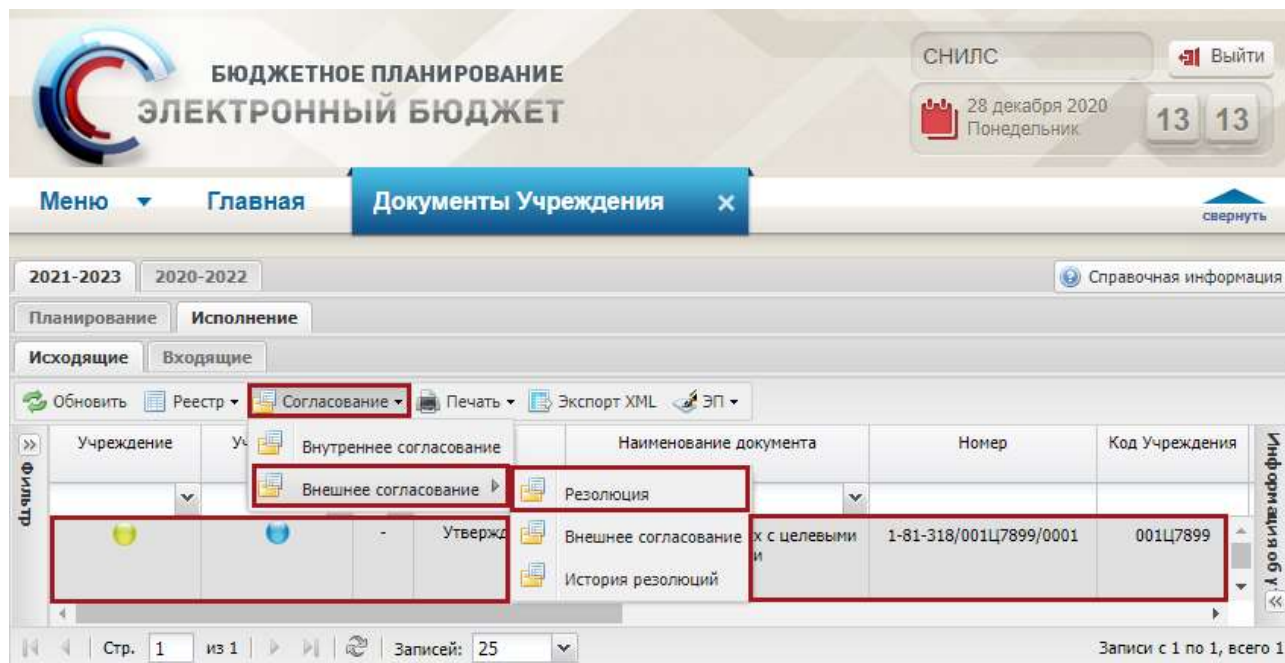 БЮДЖЕТНОЕ ПЛАНИРОВАНИЕ
ЭЛЕКТРОННЫЙ БЮДЖЕТ
СНИЛС
Выйти
28 декабря 2020
Понедельник
13 13
Меню
Главная
Документы Учреждения
свернуть
2021-2023 2020-2022
Справочная информация
Планирование Исполнение
Исходящие Входящие
Обновить Реестр Согласование Печать Экспорт XML ЭП
Учреждение
Наименование документа
Номер
Код Учреждения
Фильтр
Внутреннее согласование
Внешнее согласование
Резолюция
Внешнее согласование
История резолюций
-
Утвержд
х с целевыми
и
1-81-318/001Ц7899/0001
001Ц7899
Информация об у
Стр. 1 из 1
Записей: 25
Записи с 1 по 1, всего 1